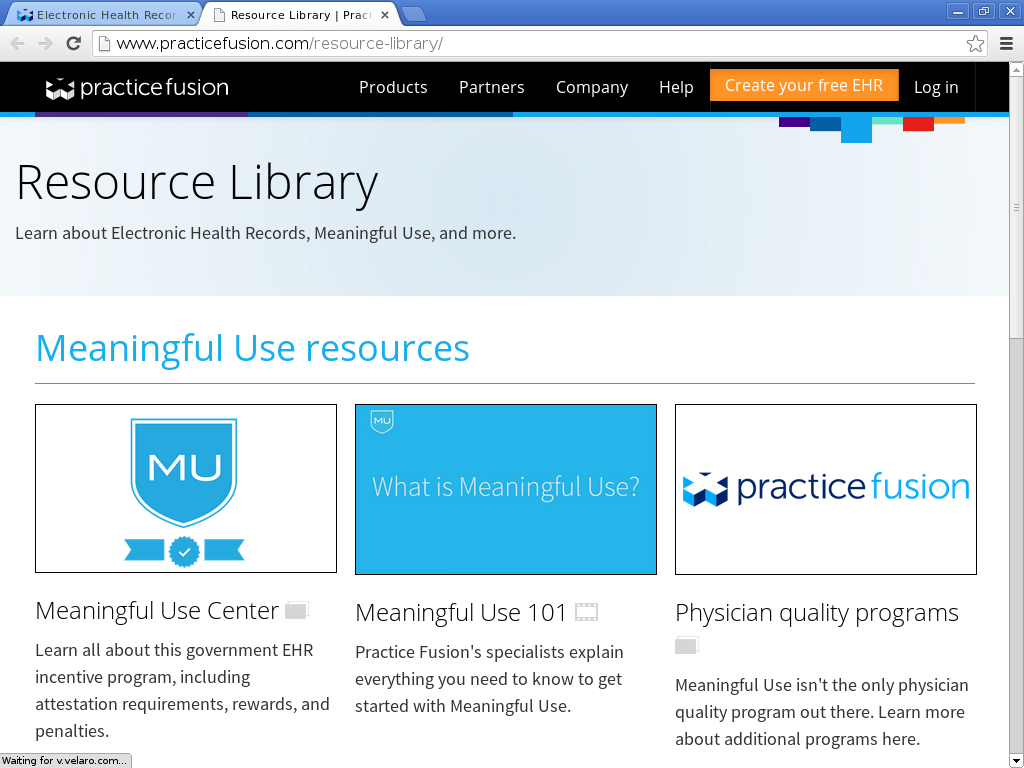 Electronic Health Recor
Resource Library | Prac
www.practicefusion.com/resource-library/
practice fusion
Products
Partners
Company
Help
Create your free EHR
Log in
Resource Library
Learn about Electronic Health Records, Meaningful Use, and more.
Meaningful Use resources
MU
MU
What is Meaningful Use?
practice fusion
Meaningful Use Center
Learn all about this government EHR
incentive program, including
attestation requirements, rewards, and
penalties.
Meaningful Use 101
Practice Fusion's specialists explain
everything you need to know to get
started with Meaningful Use.
Physician quality programs
Meaningful Use isn't the only physician
quality program out there. Learn more
about additional programs here.
Waiting for v.velaro.com...